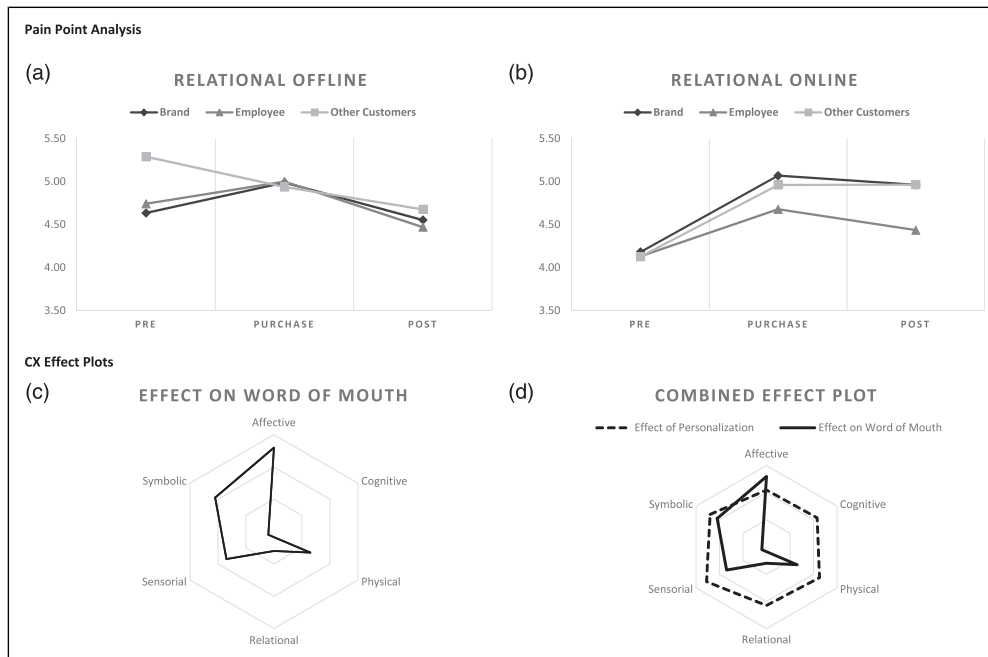 Pain Point Analysis
(a)
RELATIONAL OFFLINE
Brand Employee Other Customers
5.50
5.00
4.50
4.00
3.50
PRE PURCHASE POST
(b)
RELATIONAL ONLINE
Brand Employee Other Customers
5.50
5.00
4.50
4.00
3.50
PRE PURCHASE POST
CX Effect Plots
(c)
EFFECT ON WORD OF MOUTH
Affective
Symbolic Cognitive
Sensorial Physical
Relational
(d)
COMBINED EFFECT PLOT
Effect of Personalization Effect on Word of Mouth
Affective
Symbolic Cognitive
Sensorial Physical
Relational